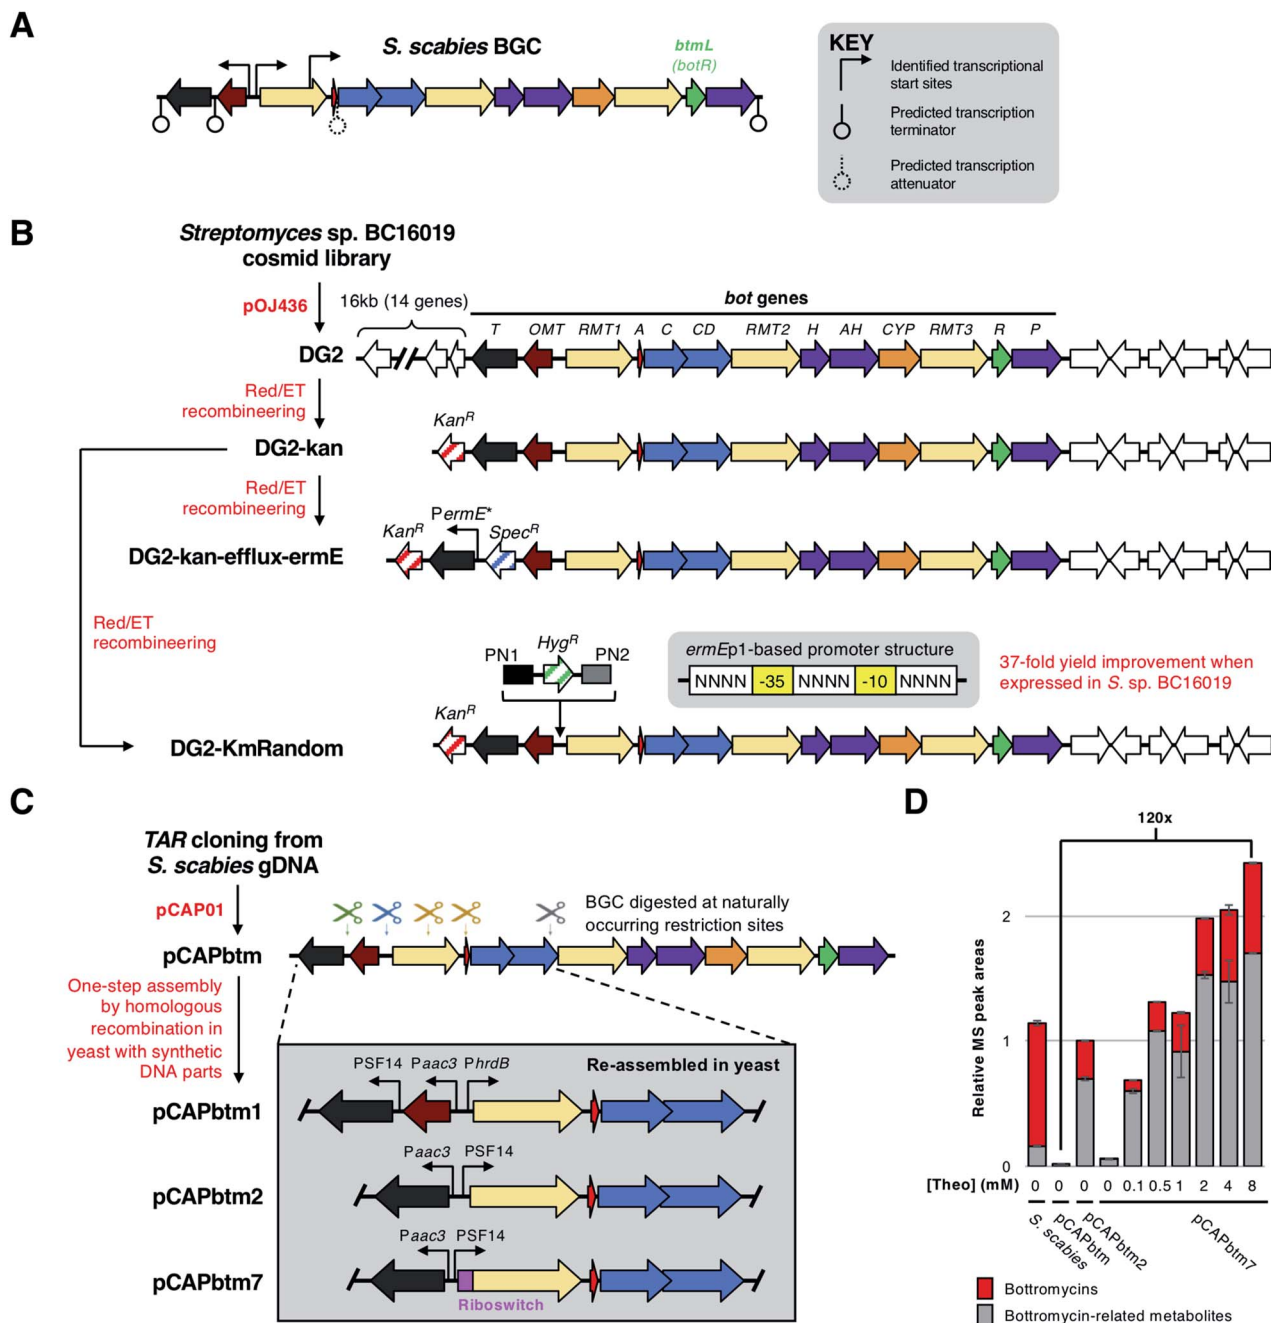 A
S. scabies BGC
btmL
(botR)
KEY
Identified transcriptional
start sites
Predicted transcription
terminator
Predicted transcription
attenuator
B
Streptomyces sp. BC16019
cosmid library
pOJ436
16kb (14 genes)
bot genes
T OMT RMT1 A C CD RMT2 H AH CYP RMT3 R P
DG2
Red/ET
recombineering
KanR
DG2-kan
Red/ET
recombineering
PermE*
KanR SpecR
DG2-kan-efflux-ermE
Red/ET
recombineering
HygR
PN1 PN2
ermEp1-based promoter structure
NNNN -35 NNNN -10 NNNN
37-fold yield improvement when
expressed in S. sp. BC16019
KanR
DG2-KmRandom
C
TAR cloning from
S. scabies gDNA
pCAP01
BGC digested at naturally
occurring restriction sites
pCAPbtm
One-step assembly
by homologous
recombination in
yeast with synthetic
DNA parts
PSF14 Paac3 PhrdB
Re-assembled in yeast
pCAPbtm1
Paac3 PSF14
pCAPbtm2
Paac3 PSF14
pCAPbtm7
Riboswitch
D
120x
Relative MS peak areas
2
1
0
[Theo] (mM) 0 0 0 0 0.1 0.5 1 2 4 8
S. scabies
pCAPbtm
pCAPbtm2
pCAPbtm7
Bottromycins
Bottromycin-related metabolites